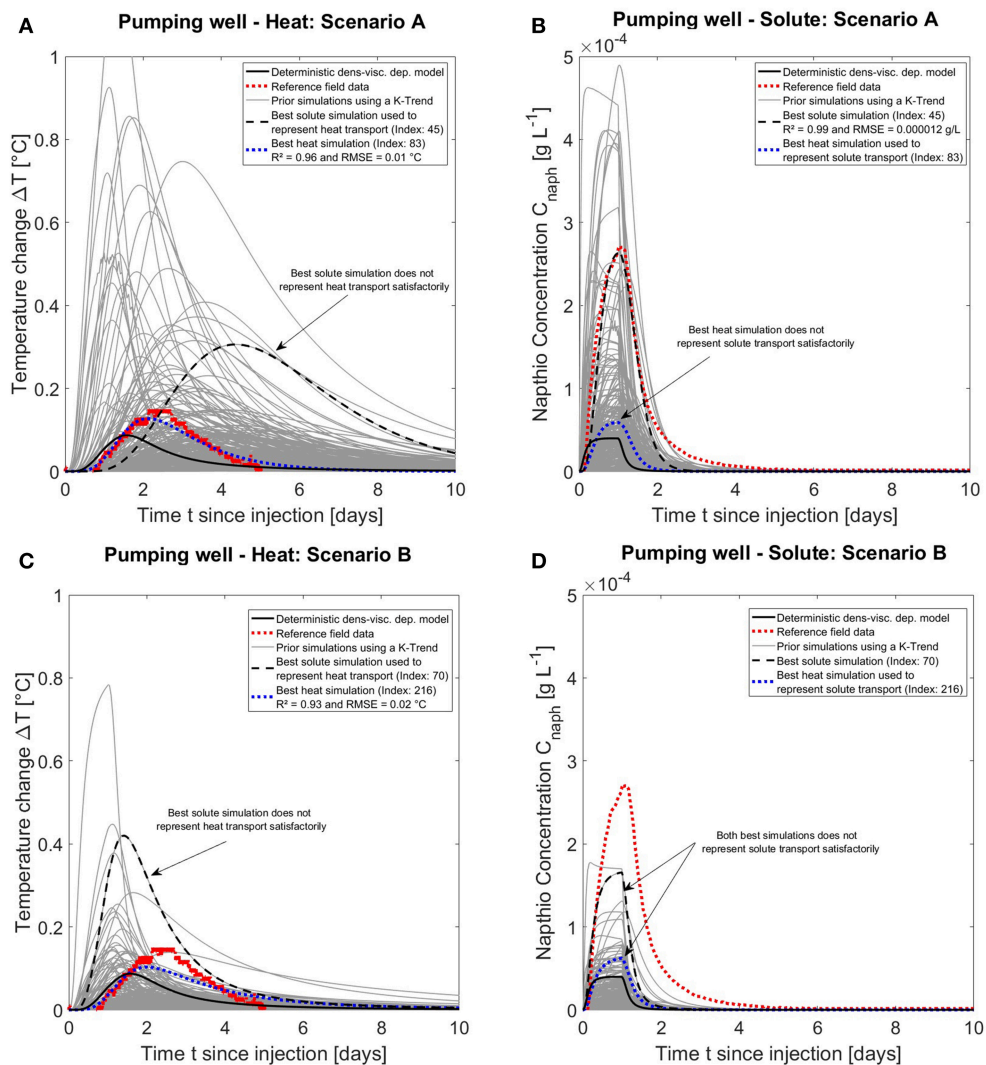 A
Pumping well - Heat: Scenario A
Temperature change ΔT [°C]
1
0.8
0.6
0.4
0.2
0
Deterministic dens-visc. dep. model
Reference field data
Prior simulations using a K-Trend
Best solute simulation used to
represent heat transport (Index: 45)
Best heat simulation (Index: 83)
R² = 0.96 and RMSE = 0.01 °C
Best solute simulation does not
represent heat transport satisfactorily
0 2 4 6 8 10
Time t since injection [days]
B
Pumping well - Solute: Scenario A
×10⁻⁴
Napthio Concentration C_naph [g L⁻¹]
5
4
3
2
1
0
Deterministic dens-visc. dep. model
Reference field data
Prior simulations using a K-Trend
Best solute simulation (Index: 45)
R² = 0.99 and RMSE = 0.000012 g/L
Best heat simulation used to
represent solute transport (Index: 83)
Best heat simulation does not
represent solute transport satisfactorily
0 2 4 6 8 10
Time t since injection [days]
C
Pumping well - Heat: Scenario B
Temperature change ΔT [°C]
1
0.8
0.6
0.4
0.2
0
Deterministic dens-visc. dep. model
Reference field data
Prior simulations using a K-Trend
Best solute simulation used to
represent heat transport (Index: 70)
Best heat simulation (Index: 216)
R² = 0.93 and RMSE = 0.02 °C
Best solute simulation does not
represent heat transport satisfactorily
0 2 4 6 8 10
Time t since injection [days]
D
Pumping well - Solute: Scenario B
×10⁻⁴
Napthio Concentration C_naph [g L⁻¹]
5
4
3
2
1
0
Deterministic dens-visc. dep. model
Reference field data
Prior simulations using a K-Trend
Best solute simulation (Index: 70)
Best heat simulation used to
represent solute transport (Index: 216)
Both best simulations does not
represent solute transport satisfactorily
0 2 4 6 8 10
Time t since injection [days]